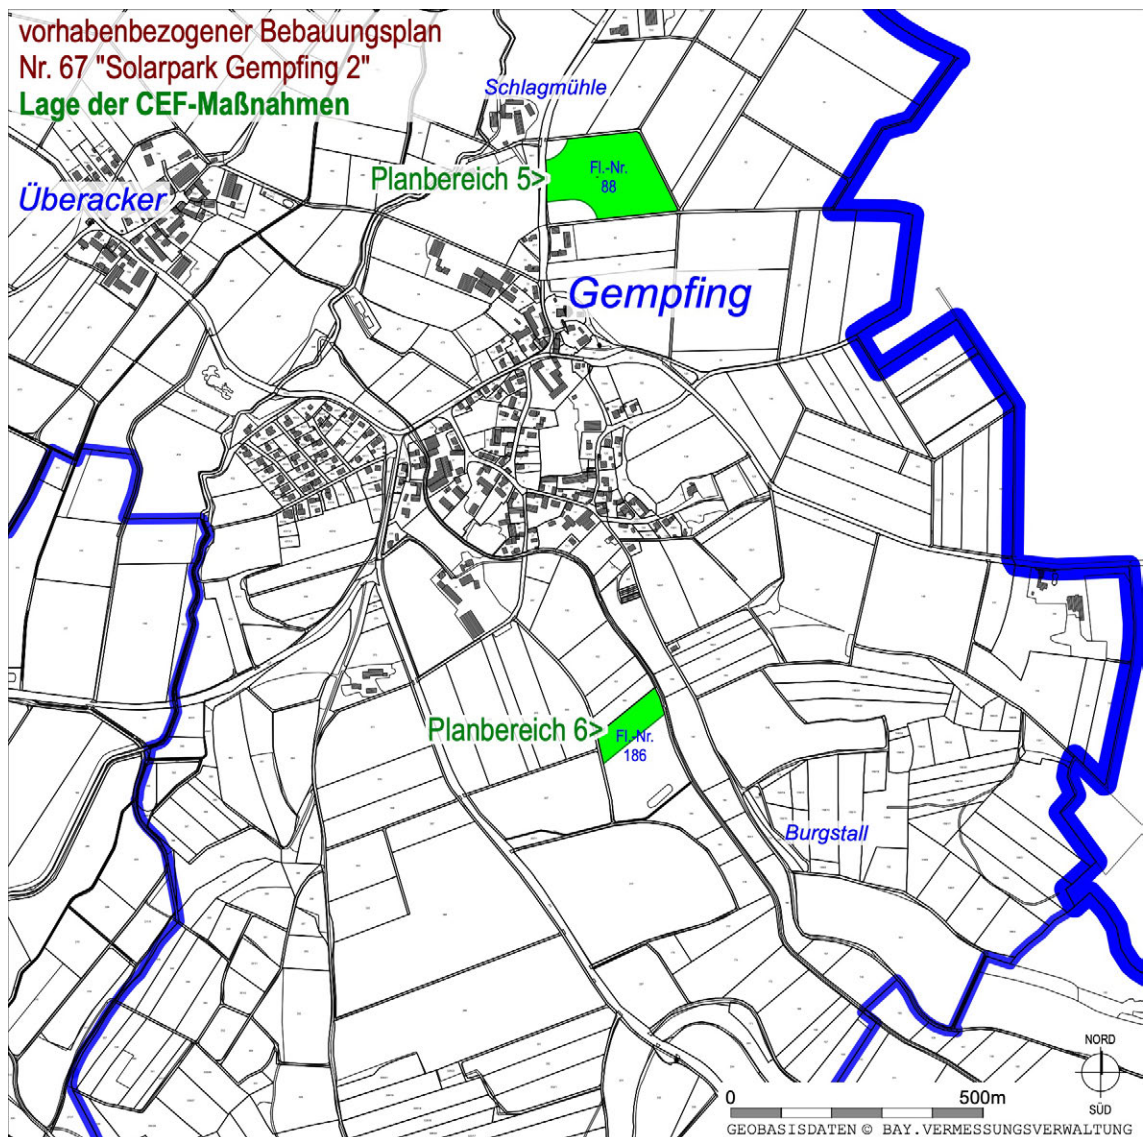 vorhabenbezogener Bebauungsplan
Nr. 67 "Solarpark Gempfing 2"
Lage der CEF-Maßnahmen
Schlagmühle
Planbereich 5>
Fl.-Nr.
88
Überacker
Gempfing
Planbereich 6>
Fl.-Nr.
186
Burgstall
NORD
SÜD
0
500m
GEOBASISDATEN © BAY.VERMESSUNGSVERWALTUNG